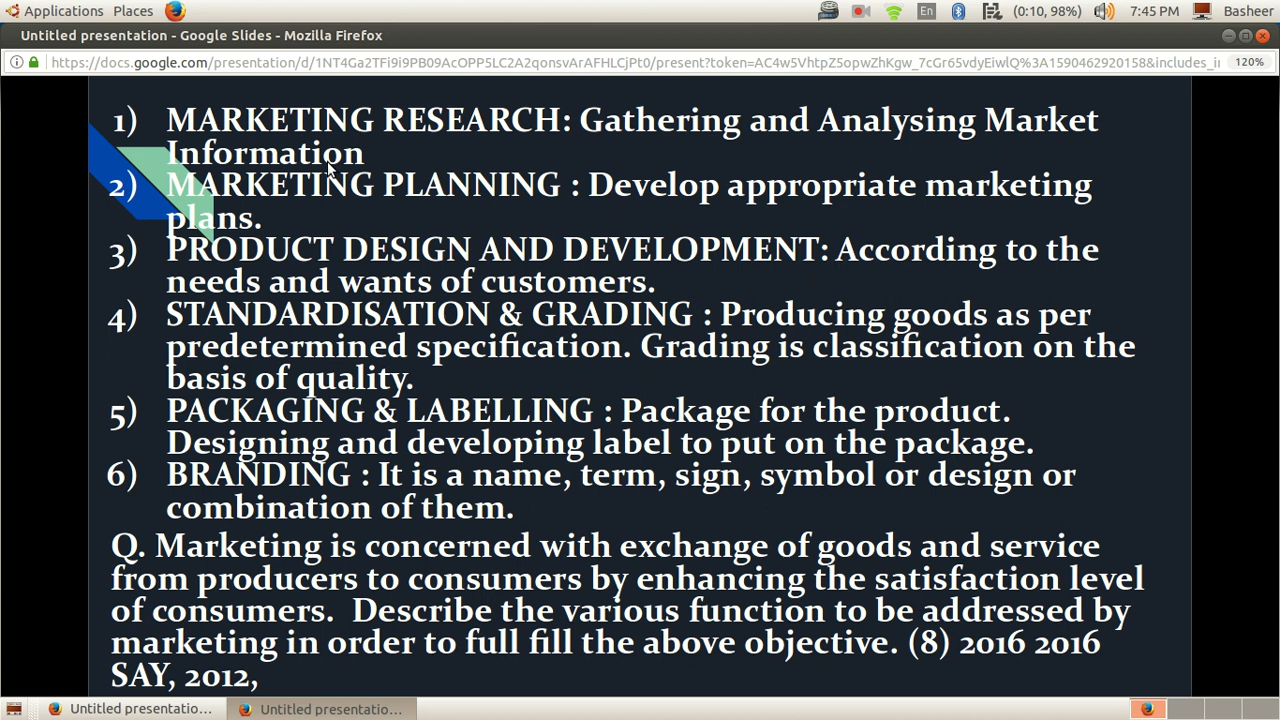 Applications Places En (0:10, 98%) 7:45 PM Basheer
Untitled presentation - Google Slides - Mozilla Firefox
https://docs.google.com/presentation/d/1NT4Ga2TFi9i9PB09AcOPP5LC2A2qonsvArAFHLCjPt0/present?token=AC4w5VhtpZSopwZhKgw_7cGr65vdyEiwlQ%3A1590462920158&includes_i 120%
1) MARKETING RESEARCH: Gathering and Analysing Market
Information
2) MARKETING PLANNING : Develop appropriate marketing
plans.
3) PRODUCT DESIGN AND DEVELOPMENT: According to the
needs and wants of customers.
4) STANDARDISATION & GRADING : Producing goods as per
predetermined specification. Grading is classification on the
basis of quality.
5) PACKAGING & LABELLING : Package for the product.
Designing and developing label to put on the package.
6) BRANDING : It is a name, term, sign, symbol or design or
combination of them.
Q. Marketing is concerned with exchange of goods and service
from producers to consumers by enhancing the satisfaction level
of consumers. Describe the various function to be addressed by
marketing in order to full fill the above objective. (8) 2016 2016
SAY, 2012,
Untitled presentatio... Untitled presentatio...